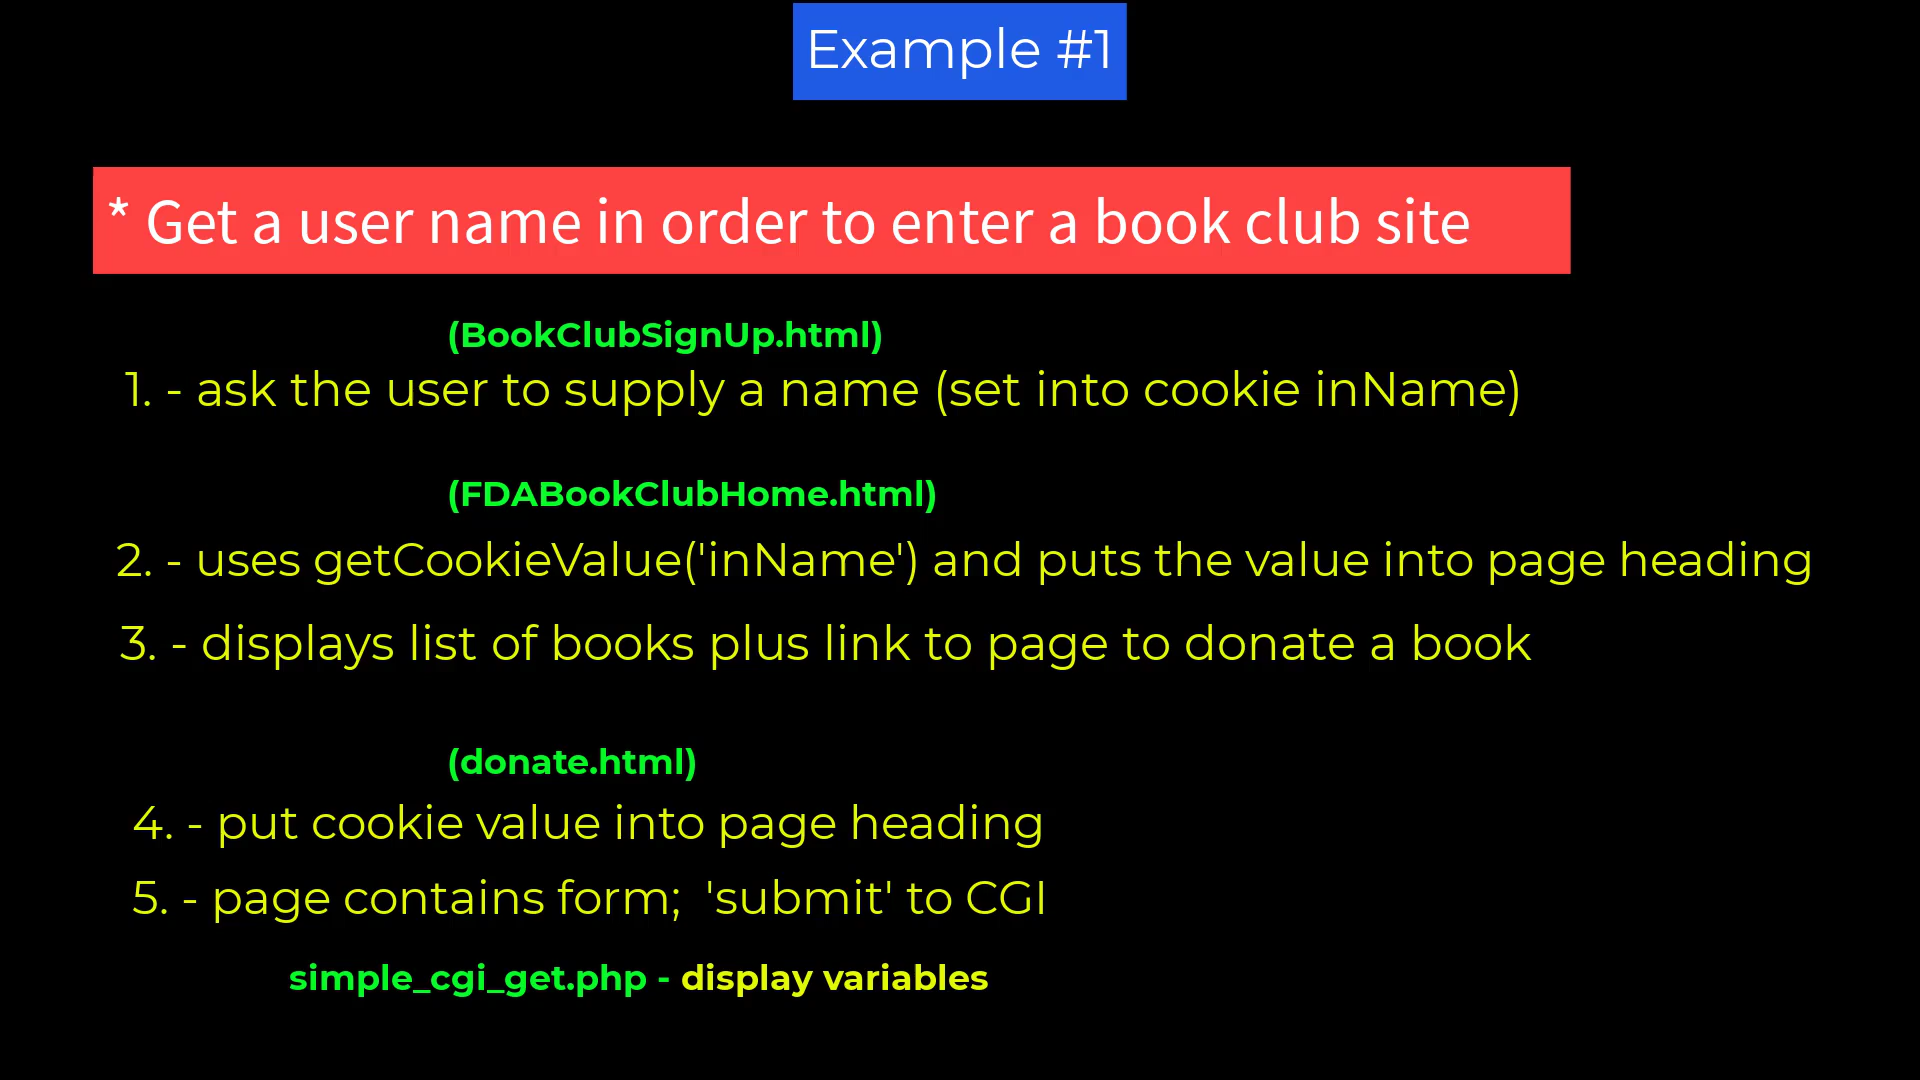 Example #1
* Get a user name in order to enter a book club site
(BookClubSignUp.html)
1. - ask the user to supply a name (set into cookie inName)
(FDABookClubHome.html)
2. - uses getCookieValue('inName') and puts the value into page heading
3. - displays list of books plus link to page to donate a book
(donate.html)
4. - put cookie value into page heading
5. - page contains form;  'submit' to CGI
simple_cgi_get.php - display variables